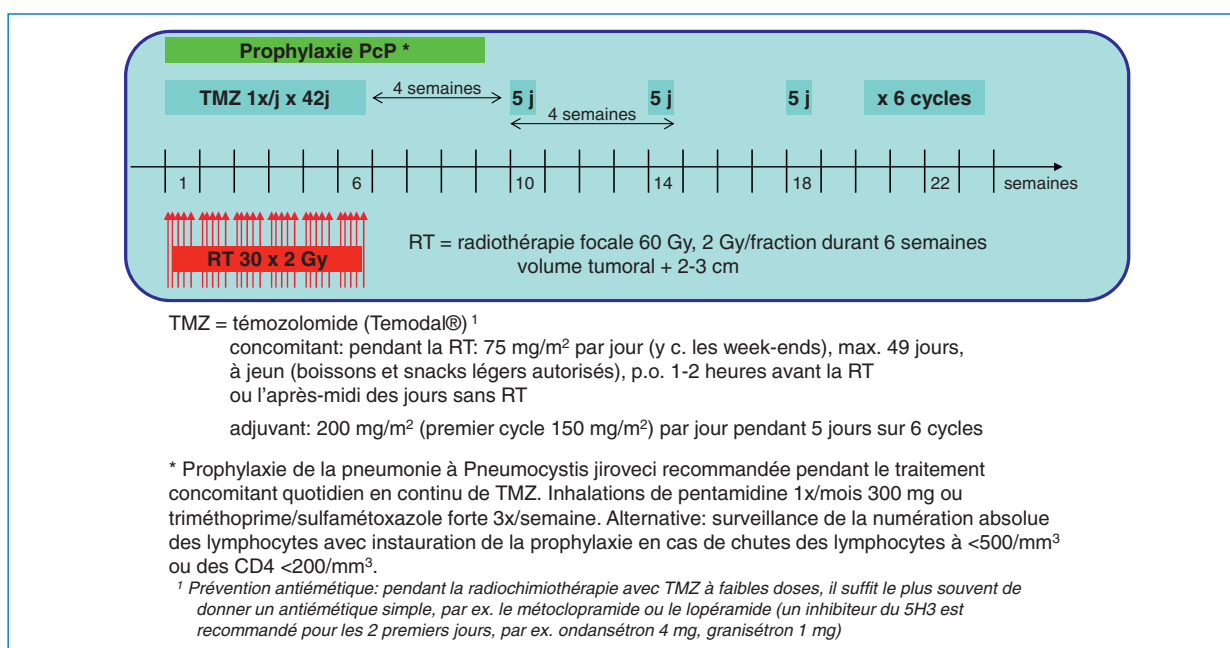 Prophylaxie PcP *
TMZ 1x/j x 42j
4 semaines
5 j
5 j
5 j
x 6 cycles
4 semaines
1
6
10
14
18
22
semaines
RT 30 x 2 Gy
RT = radiothérapie focale 60 Gy, 2 Gy/fraction durant 6 semaines
volume tumoral + 2-3 cm
TMZ = témozolomide (Temodal®) 1
concomitant: pendant la RT: 75 mg/m2 par jour (y c. les week-ends), max. 49 jours,
à jeun (boissons et snacks légers autorisés), p.o. 1-2 heures avant la RT
ou l'après-midi des jours sans RT
adjuvant: 200 mg/m2 (premier cycle 150 mg/m2) par jour pendant 5 jours sur 6 cycles
* Prophylaxie de la pneumonie à Pneumocystis jiroveci recommandée pendant le traitement
concomitant quotidien en continu de TMZ. Inhalations de pentamidine 1x/mois 300 mg ou
triméthoprime/sulfamétoxazole forte 3x/semaine. Alternative: surveillance de la numération absolue
des lymphocytes avec instauration de la prophylaxie en cas de chutes des lymphocytes à <500/mm3
ou des CD4 <200/mm3.
1 Prévention antiémétique: pendant la radiochimiothérapie avec TMZ à faibles doses, il suffit le plus souvent de
donner un antiémétique simple, par ex. le métoclopramide ou le lopéramide (un inhibiteur du 5H3 est
recommandé pour les 2 premiers jours, par ex. ondansétron 4 mg, granisétron 1 mg)